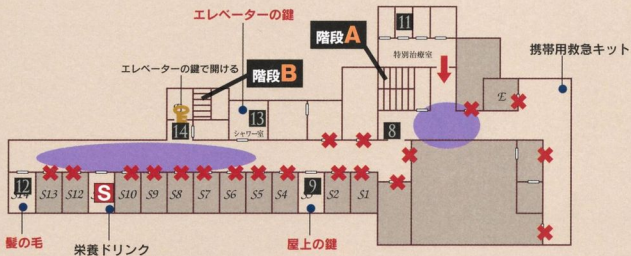 エレベーターの鍵
11
階段A
特別治療室
携帯用救急キット
エレベーターの鍵で開ける
階段B
E
13
14
シャワー室
8
12
S13
S12
S
S10
S9
S8
S7
S6
S5
S4
9
S2
S1
髪の毛
栄養ドリンク
屋上の鍵